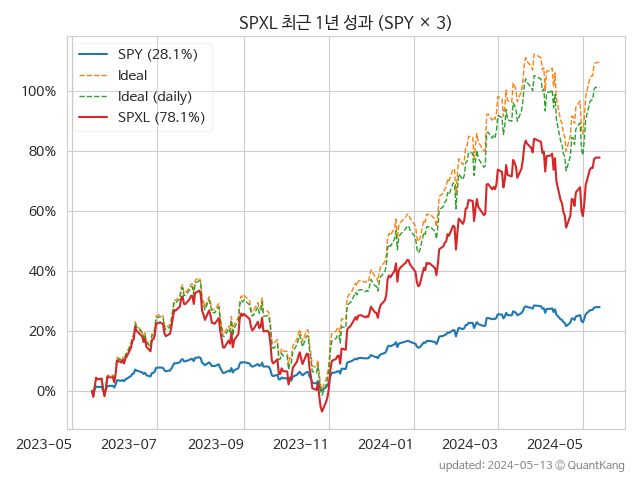 SPXL 최근 1년 성과 (SPY × 3)
SPY (28.1%)
Ideal
Ideal (daily)
SPXL (78.1%)
100%
80%
60%
40%
20%
0%
2023-05 2023-07 2023-09 2023-11 2024-01 2024-03 2024-05
updated: 2024-05-13 ⓒ QuantKang